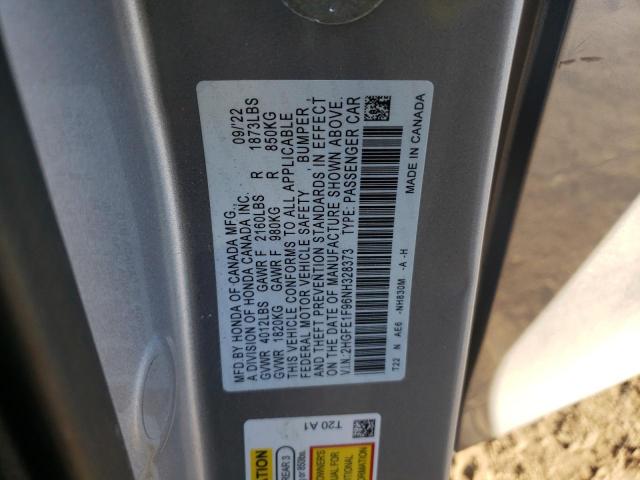 MFD.BY HONDA OF CANADA MFG., 09/'22
A DIVISION OF HONDA CANADA INC.
GVWR 4012LBS GAWR F 2160LBS R 1873LBS
GVWR 1820KG GAWR F 980KG R 850KG
THIS VEHICLE CONFORMS TO ALL APPLICABLE
FEDERAL MOTOR VEHICLE SAFETY, BUMPER,
AND THEFT PREVENTION STANDARDS IN EFFECT
ON THE DATE OF MANUFACTURE SHOWN ABOVE.
V.I.N.:2HGFE1F96NH328373 TYPE:PASSENGER CAR
T22 N AE6 -NH830M -A -H
MADE IN CANADA
T20 A1
REAR 3
850lbs.